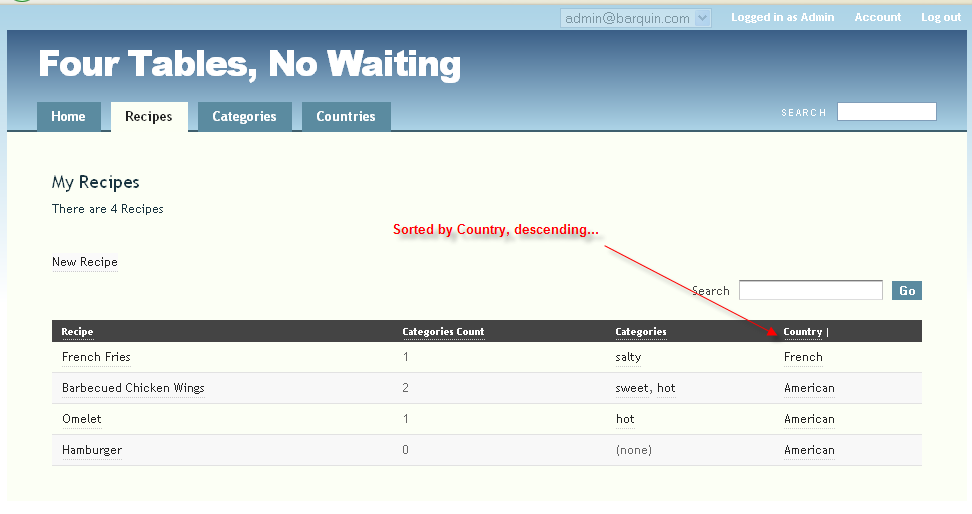 admin@barquin.com Logged in as Admin Account Log out
Four Tables, No Waiting
Home Recipes Categories Countries SEARCH
My Recipes
There are 4 Recipes
Sorted by Country, descending...
New Recipe
Search Go
Recipe Categories Count Categories Country |
French Fries 1 salty French
Barbecued Chicken Wings 2 sweet, hot American
Omelet 1 hot American
Hamburger 0 (none) American